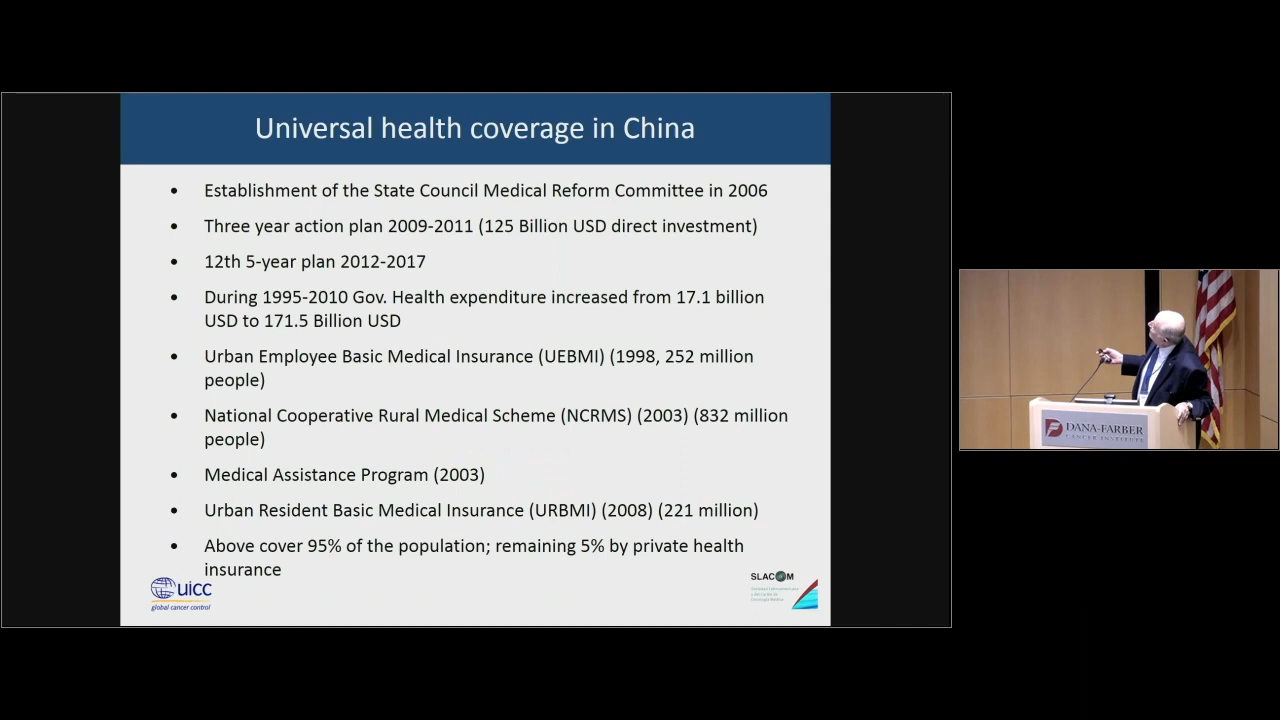 Universal health coverage in China
• Establishment of the State Council Medical Reform Committee in 2006
• Three year action plan 2009-2011 (125 Billion USD direct investment)
• 12th 5-year plan 2012-2017
• During 1995-2010 Gov. Health expenditure increased from 17.1 billion
USD to 171.5 Billion USD
• Urban Employee Basic Medical Insurance (UEBMI) (1998, 252 million
people)
• National Cooperative Rural Medical Scheme (NCRMS) (2003) (832 million
people)
• Medical Assistance Program (2003)
• Urban Resident Basic Medical Insurance (URBMI) (2008) (221 million)
• Above cover 95% of the population; remaining 5% by private health
insurance
uicc
global cancer control
SLACOM
DANA-FARBER
CANCER INSTITUTE